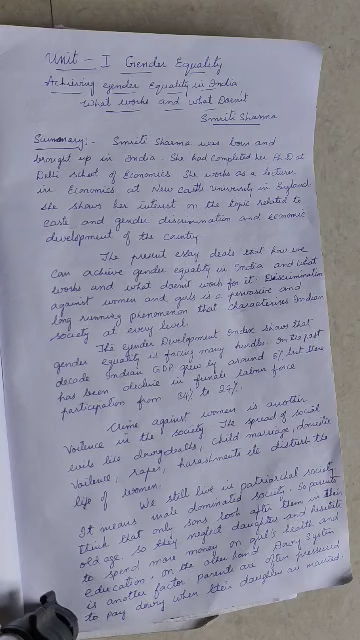 Unit - I Gender Equality
Achieving gender Equality in India
What works and What Doesn't
Smriti Sharma
Summary:- Smriti Sharma was born and
brought up in India. She had completed her Ph.D at
Delhi school of Economics. She works as a lecture
in Economics at New Castle University in England.
She shows her interest on the topic related to
caste and gender discrimination and economic
development of the country
The present essay deals that how we
can achieve gender equality in India and what
works and what doesn't work for it. Discrimination
against women and girls is a pervasive and
long running phenomenon that characterises Indian
society at every level.
The Gender Development Index shows that
gender equality is facing many hurdles. In the past
decade Indian GDP grew by around 6% but there
has been decline in female labour force
participation from 34% to 27%.
Crime against women is another
Voilence in the society. The spread of social
evils like dowry deaths, child marriage, domestic
Voilence, rapes, harashments etc disturb the
life of women.
We still live in patriarchal society
It means male dominated society. So parents
think that only sons look after them in their
old age. So they neglect daughters and hesitate
to spend more money on girl's health and
education. On the other hand Dowry system
is another factor. Parents are often pressurised
to pay dowry when their daughter are married